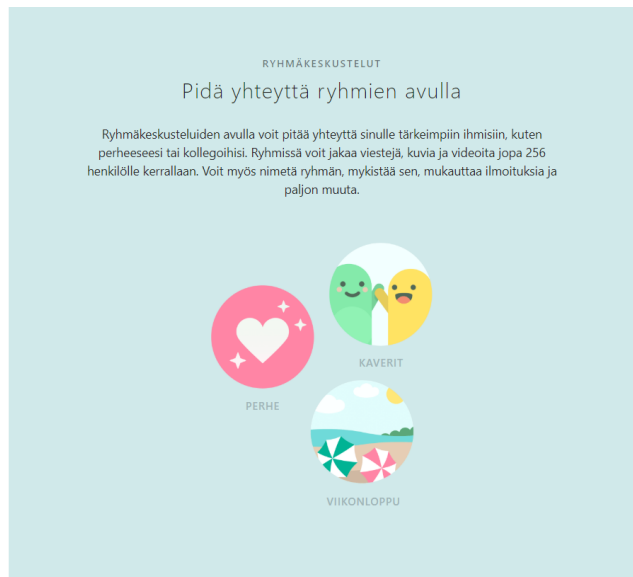 RYHMÄKESKUSTELUT
Pidä yhteyttä ryhmien avulla
Ryhmäkeskusteluiden avulla voit pitää yhteyttä sinulle tärkeimpiin ihmisiin, kuten
perheeseesi tai kollegoihisi. Ryhmissä voit jakaa viestejä, kuvia ja videoita jopa 256
henkilölle kerrallaan. Voit myös nimetä ryhmän, mykistää sen, mukauttaa ilmoituksia ja
paljon muuta.
KAVERIT
PERHE
VIIKONLOPPU